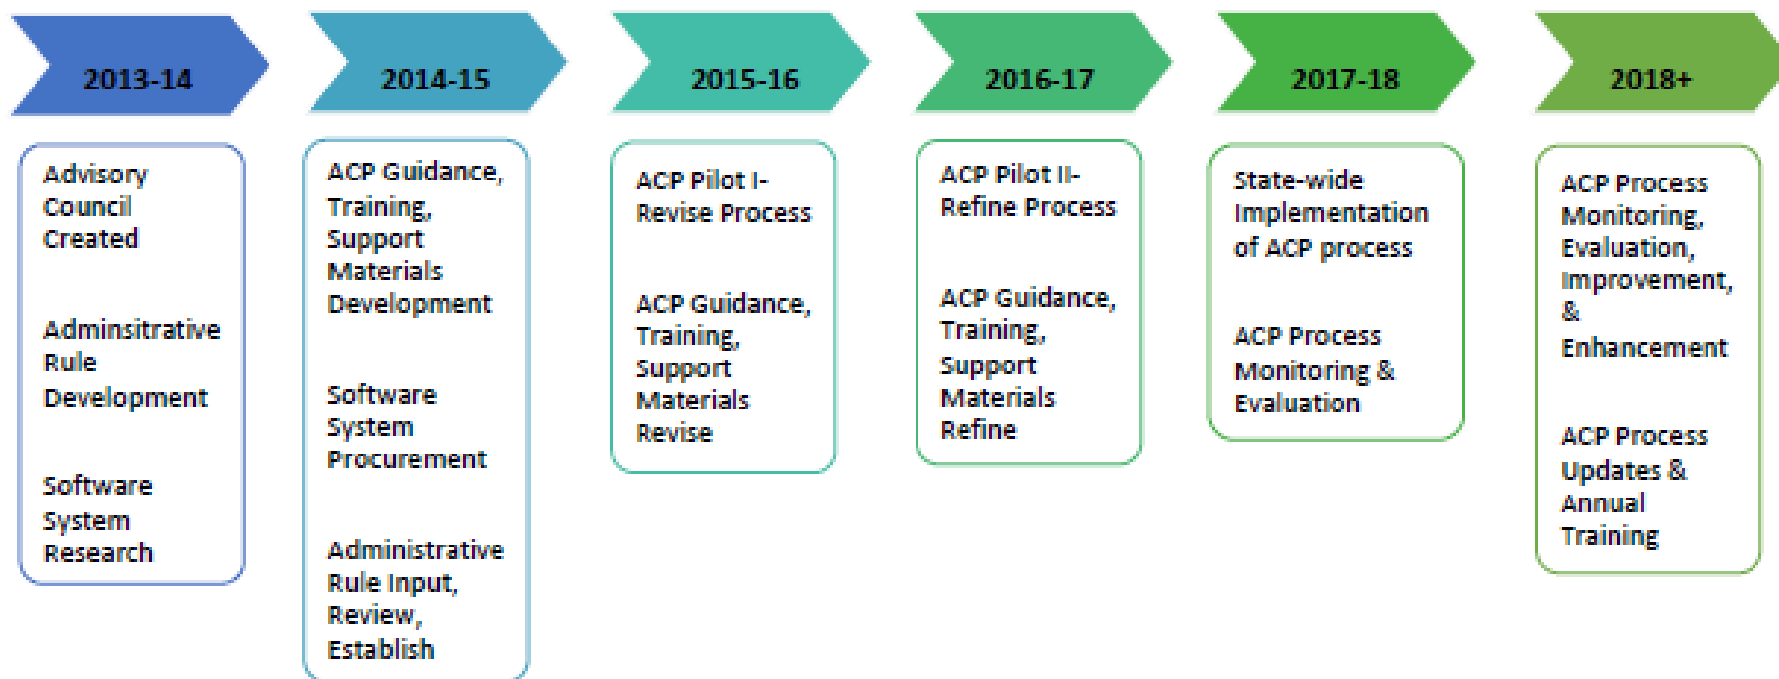 2013-14
2014-15
2015-16
2016-17
2017-18
2018+
Advisory
Council
Created
Adminsitrative
Rule
Development
Software
System
Research
ACP Guidance,
Training,
Support
Materials
Development
Software
System
Procurement
Administrative
Rule Input,
Review,
Establish
ACP Pilot I-
Revise Process
ACP Guidance,
Training,
Support
Materials
Revise
ACP Pilot II-
Refine Process
ACP Guidance,
Training,
Support
Materials
Refine
State-wide
Implementation
of ACP process
ACP Process
Monitoring &
Evaluation
ACP Process
Monitoring,
Evaluation,
Improvement,
&
Enhancement
ACP Process
Updates &
Annual
Training